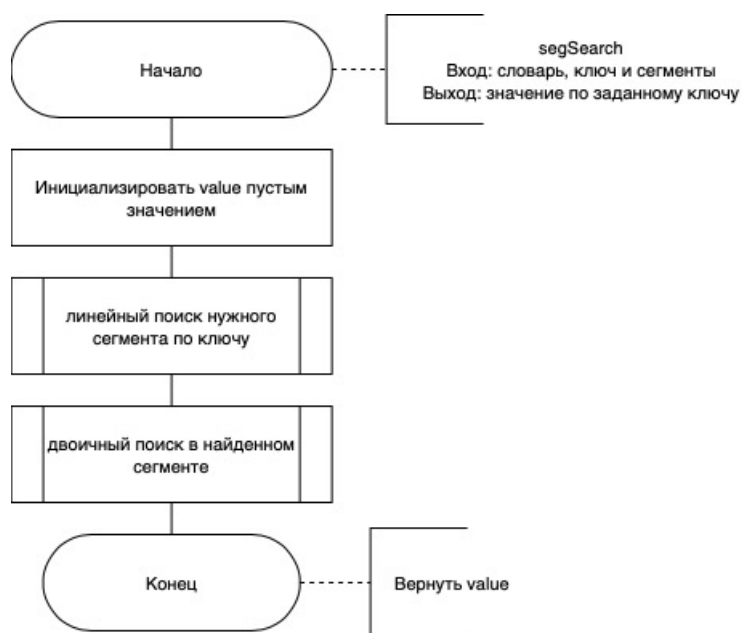 Начало
segSearch
Вход: словарь, ключ и сегменты
Выход: значение по заданному ключу
Инициализировать value пустым
значением
линейный поиск нужного
сегмента по ключу
двоичный поиск в найденном
сегменте
Конец
Вернуть value